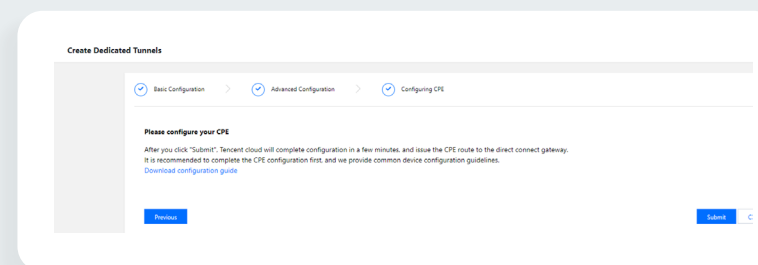 Create Dedicated Tunnels
Basic Configuration
Advanced Configuration
Configuring CPE
Please configure your CPE
After you click "Submit", Tencent cloud will complete configuration in a few minutes, and issue the CPE route to the direct connect gateway.
It is recommended to complete the CPE configuration first, and we provide common device configuration guidelines.
Download configuration guide
Previous
Submit